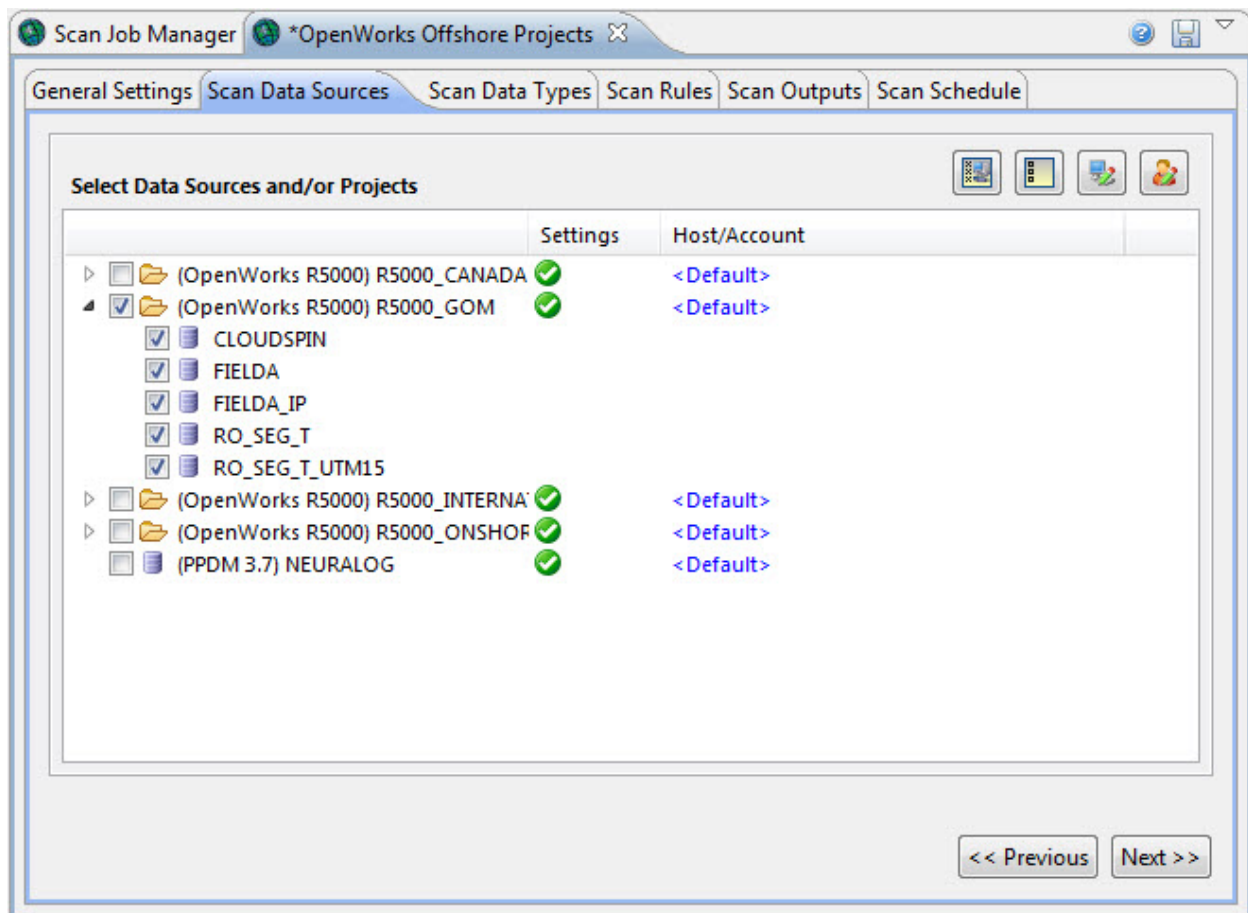 Scan Job Manager *OpenWorks Offshore Projects
General Settings Scan Data Sources Scan Data Types Scan Rules Scan Outputs Scan Schedule
Select Data Sources and/or Projects
Settings Host/Account
(OpenWorks R5000) R5000_CANADA <Default>
(OpenWorks R5000) R5000_GOM <Default>
CLOUDSPIN
FIELDA
FIELDA_IP
RO_SEG_T
RO_SEG_T_UTM15
(OpenWorks R5000) R5000_INTERNA <Default>
(OpenWorks R5000) R5000_ONSHOR <Default>
(PPDM 3.7) NEURALOG <Default>
<< Previous Next >>